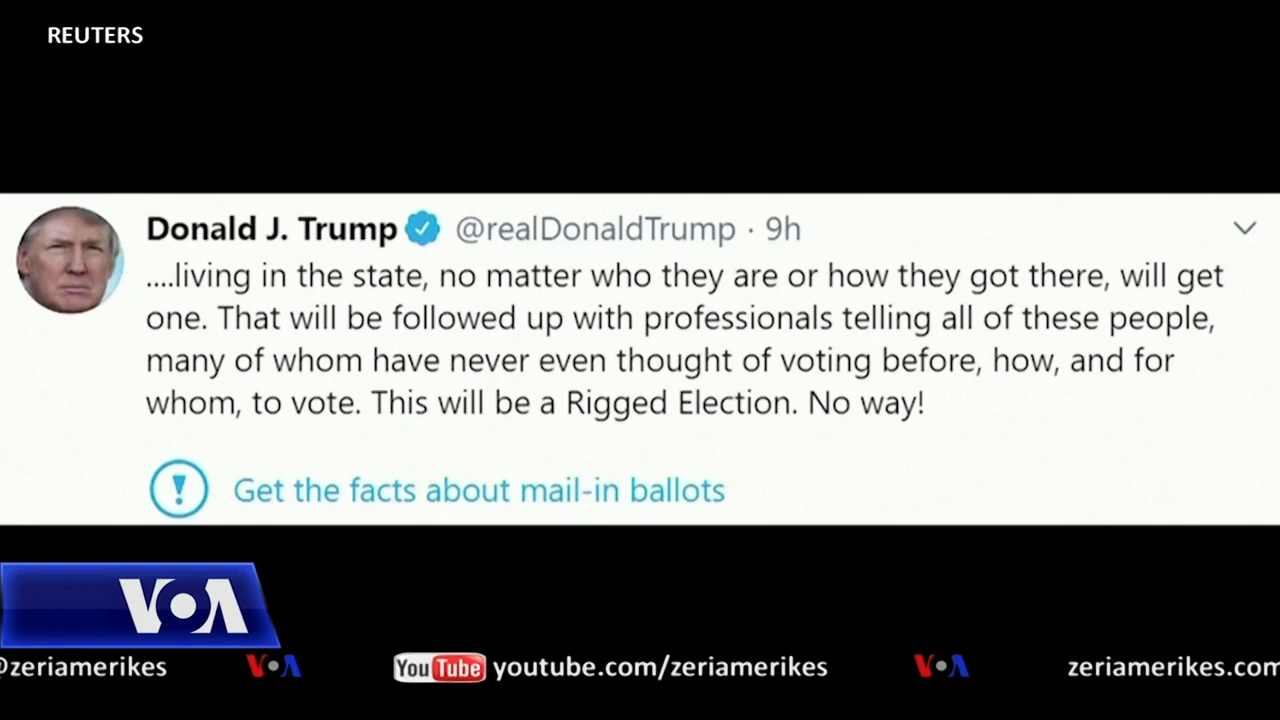 REUTERS
Donald J. Trump @realDonaldTrump · 9h
....living in the state, no matter who they are or how they got there, will get
one. That will be followed up with professionals telling all of these people,
many of whom have never even thought of voting before, how, and for
whom, to vote. This will be a Rigged Election. No way!
Get the facts about mail-in ballots
VOA
@zeriamerikes VOA YouTube youtube.com/zeriamerikes VOA zeriamerikes.com